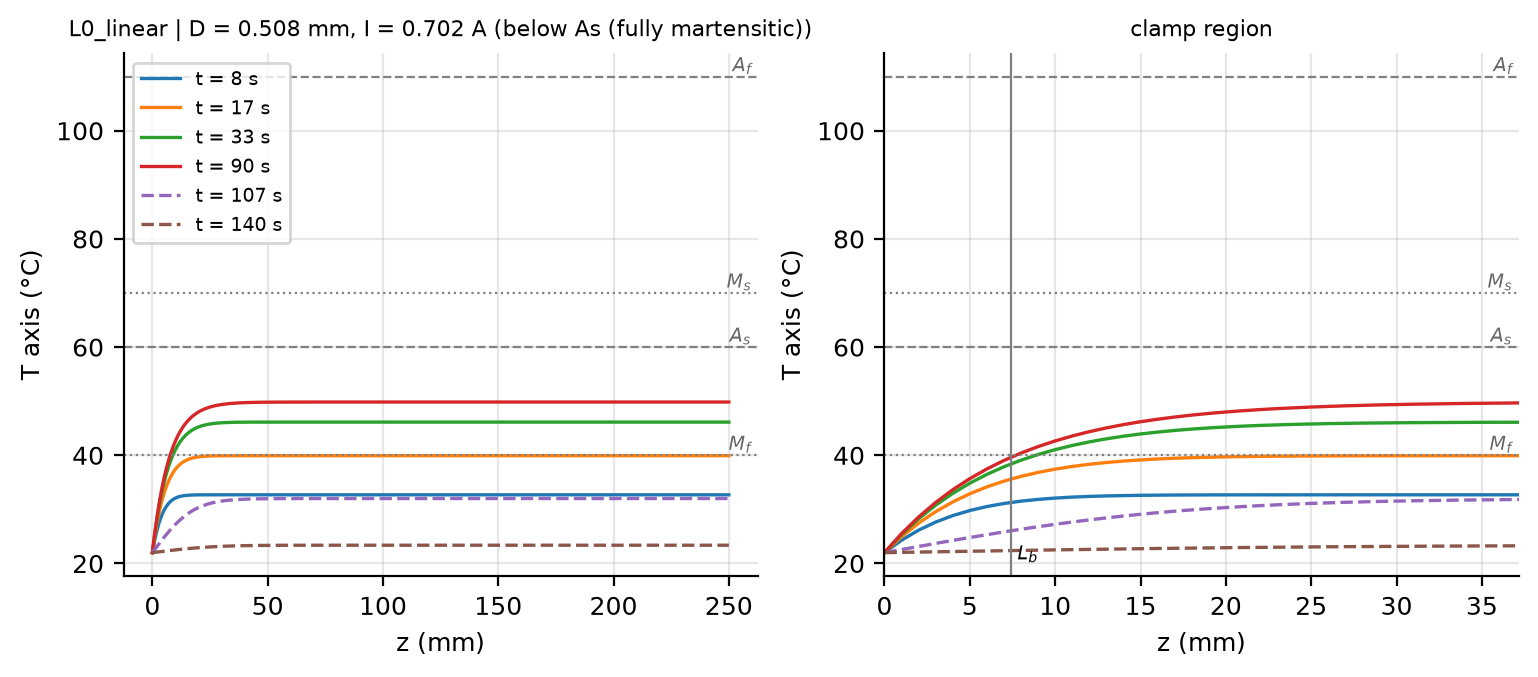 L0_linear | D = 0.508 mm, I = 0.702 A (below As (fully martensitic))
t = 8 s
t = 17 s
t = 33 s
t = 90 s
t = 107 s
t = 140 s
A_f
M_s
A_s
M_f
100
80
60
40
20
T axis (°C)
0 50 100 150 200 250
z (mm)
clamp region
A_f
M_s
A_s
M_f
L_b
100
80
60
40
20
T axis (°C)
0 5 10 15 20 25 30 35
z (mm)